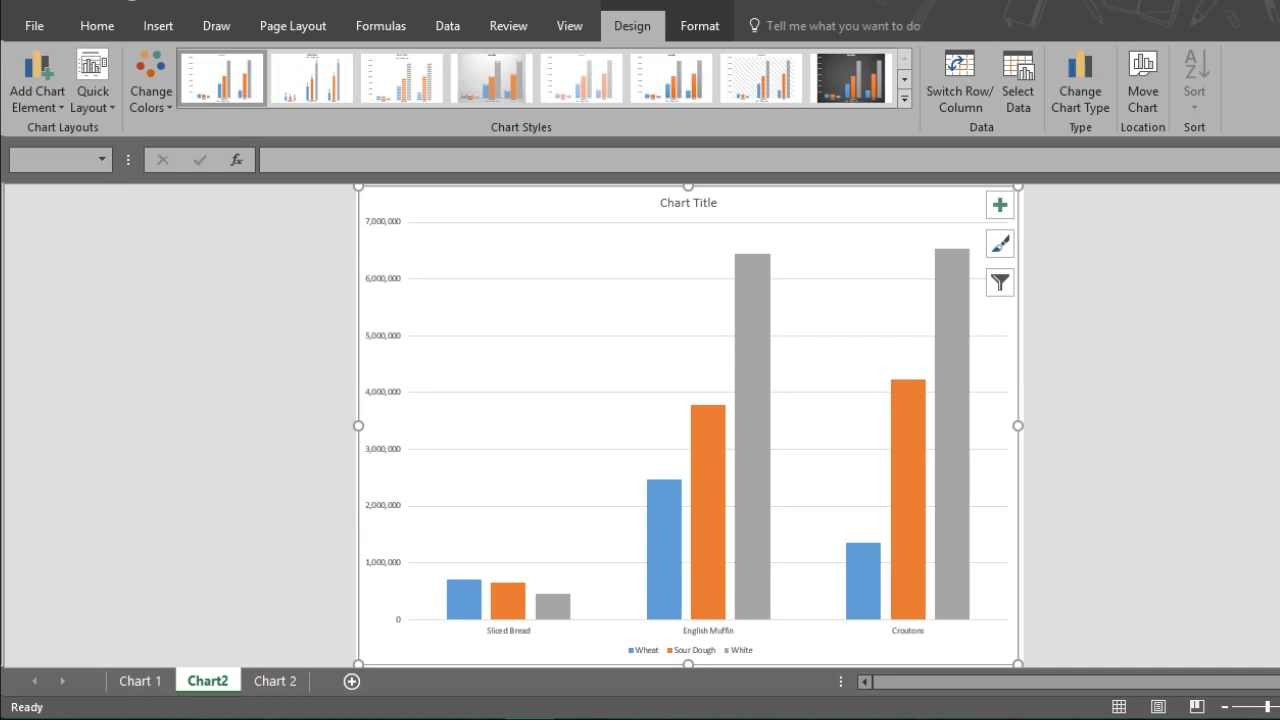 File Home Insert Draw Page Layout Formulas Data Review View Design Format Tell me what you want to do
Add Chart Element
Quick Layout
Change Colors
Switch Row/ Column
Select Data
Change Chart Type
Move Chart
Sort
Chart Layouts Chart Styles Data Type Location Sort
fx
Chart Title
7,000,000
6,000,000
5,000,000
4,000,000
3,000,000
2,000,000
1,000,000
0
Sliced Bread English Muffin Croutons
Wheat Sour Dough White
Chart 1 Chart2 Chart 2
Ready